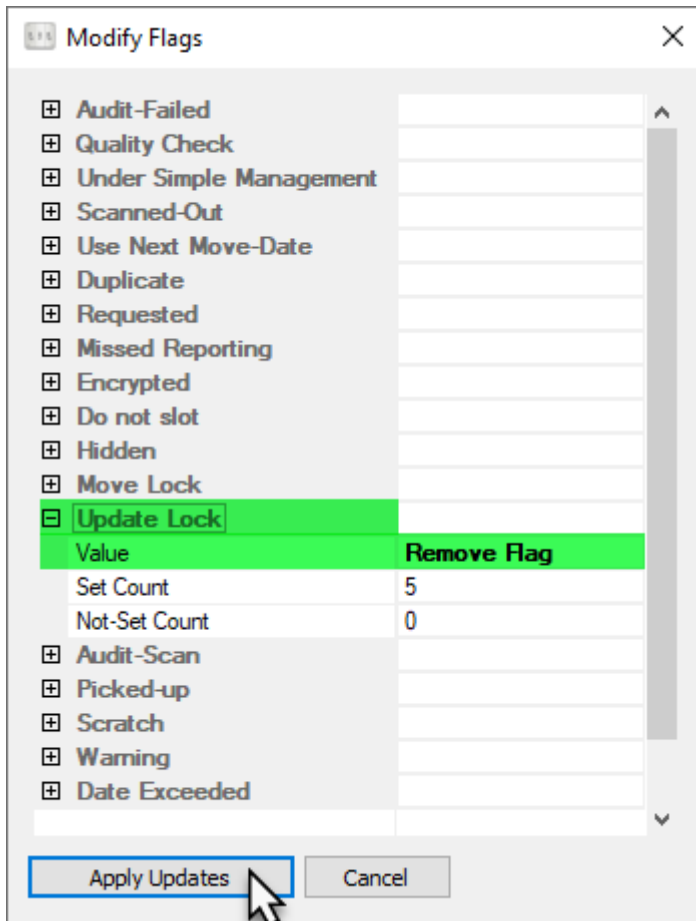 Modify Flags
Audit-Failed
Quality Check
Under Simple Management
Scanned-Out
Use Next Move-Date
Duplicate
Requested
Missed Reporting
Encrypted
Do not slot
Hidden
Move Lock
Update Lock
Value Remove Flag
Set Count 5
Not-Set Count 0
Audit-Scan
Picked-up
Scratch
Warning
Date Exceeded
Apply Updates Cancel